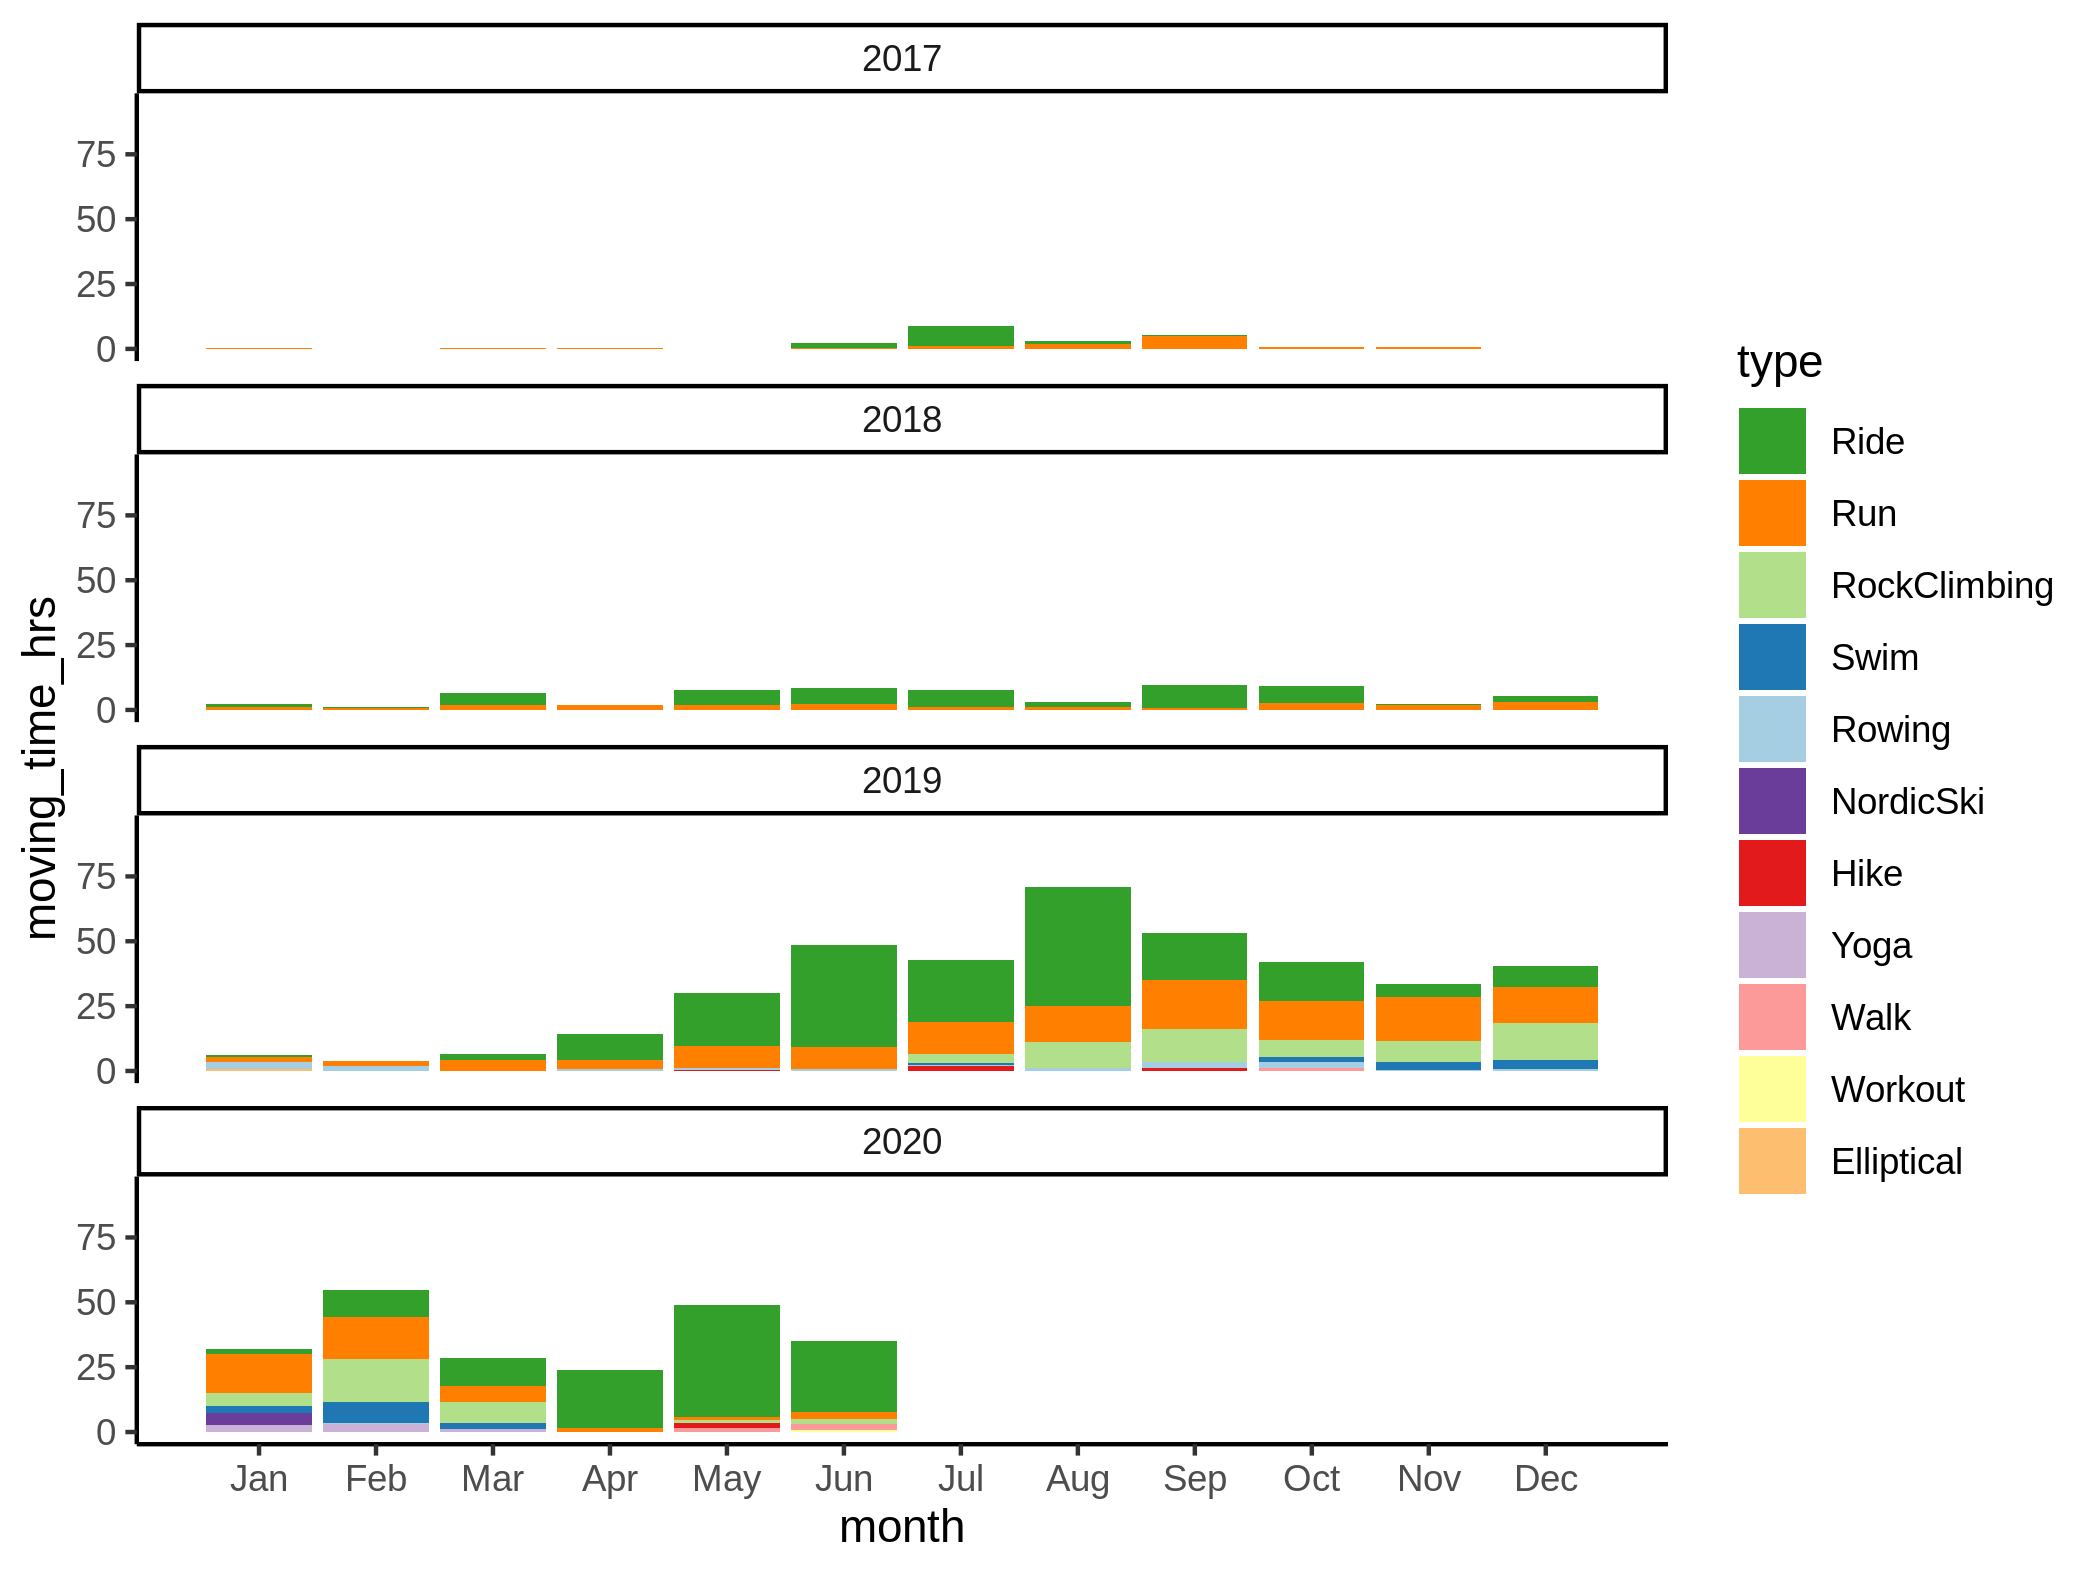 2017
75
50
25
0
2018
75
50
25
0
2019
75
50
25
0
2020
75
50
25
0
Jan Feb Mar Apr May Jun Jul Aug Sep Oct Nov Dec
month
moving_time_hrs
type
Ride
Run
RockClimbing
Swim
Rowing
NordicSki
Hike
Yoga
Walk
Workout
Elliptical